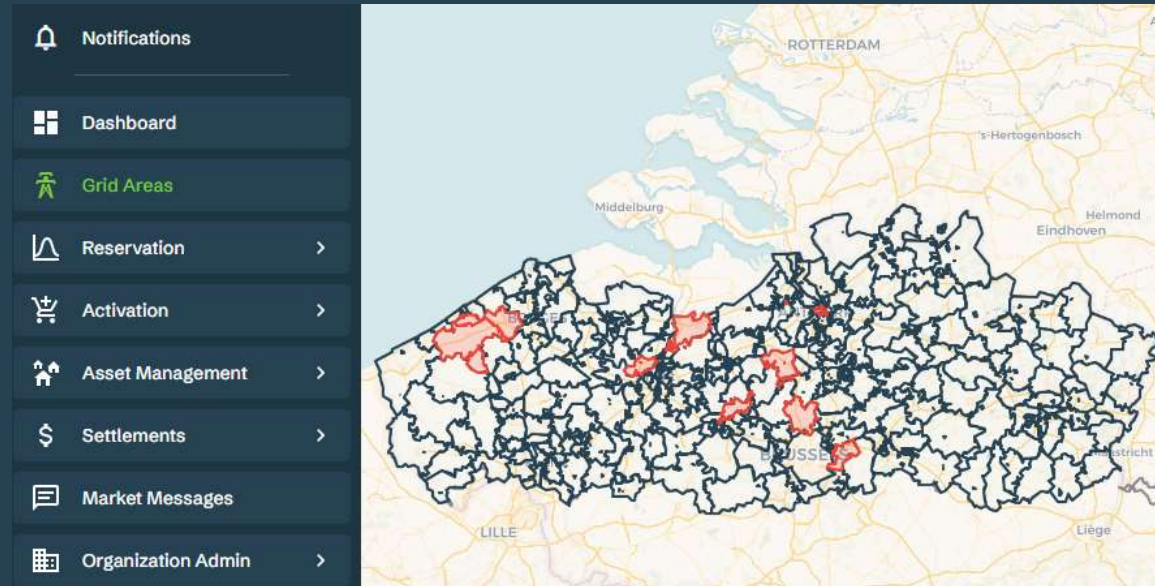 Notifications
Dashboard
Grid Areas
Reservation
Activation
Asset Management
Settlements
Market Messages
Organization Admin
ROTTERDAM
's-Hertogenbosch
Middelburg
Helmond
Eindhoven
LILLE
Liège